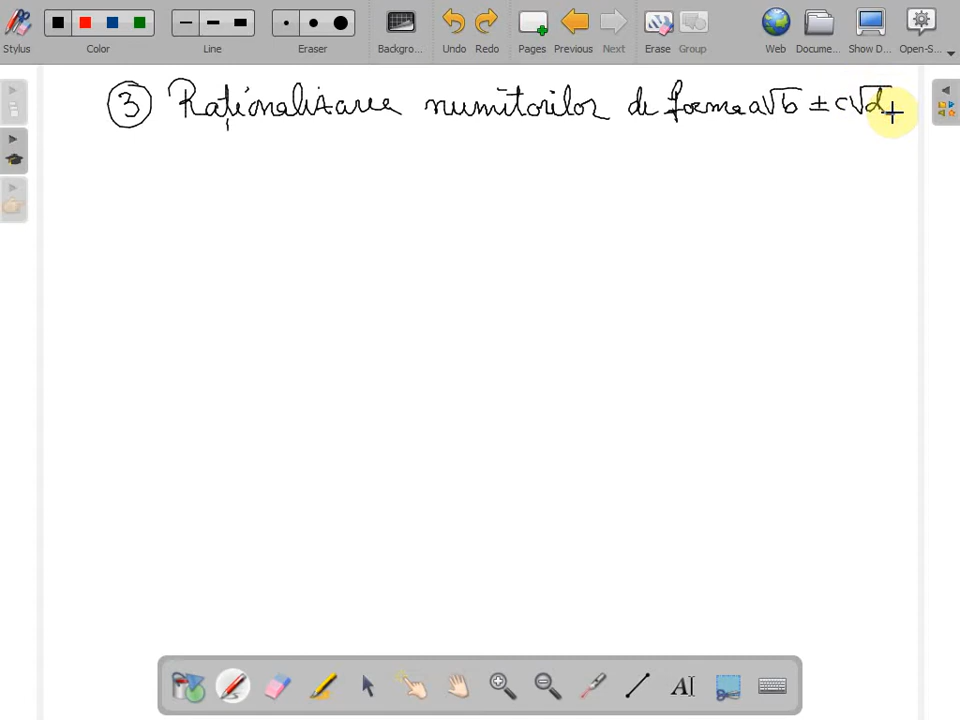 Stylus
Color
Line
Eraser
Backgro...
Undo
Redo
Pages
Previous
Next
Erase
Group
Web
Docume...
Show D...
Open-S...
③ Raționalizarea numitorilor de forma a√b ± c√d